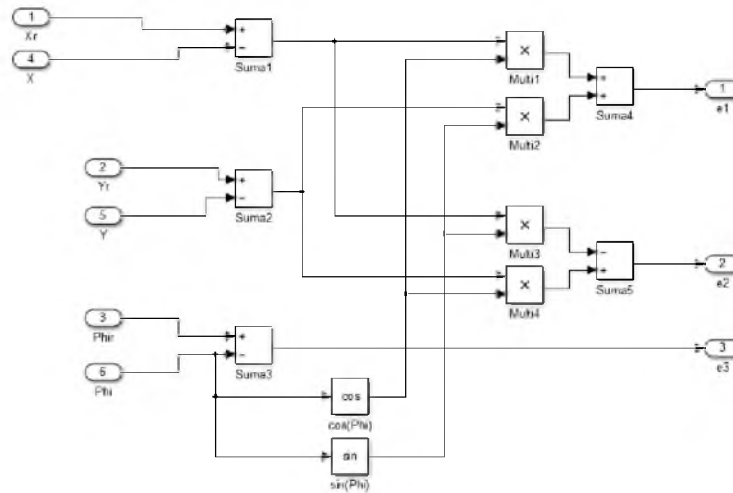 1
Xr
4
X
+
−
Suma1
×
Multi1
×
Multi2
+
+
Suma4
1
e1
2
Yr
5
Y
+
−
Suma2
×
Multi3
×
Multi4
−
+
Suma5
2
e2
3
Phir
6
Phi
+
−
Suma3
3
e3
cos
cos(Phi)
sin
sin(Phi)